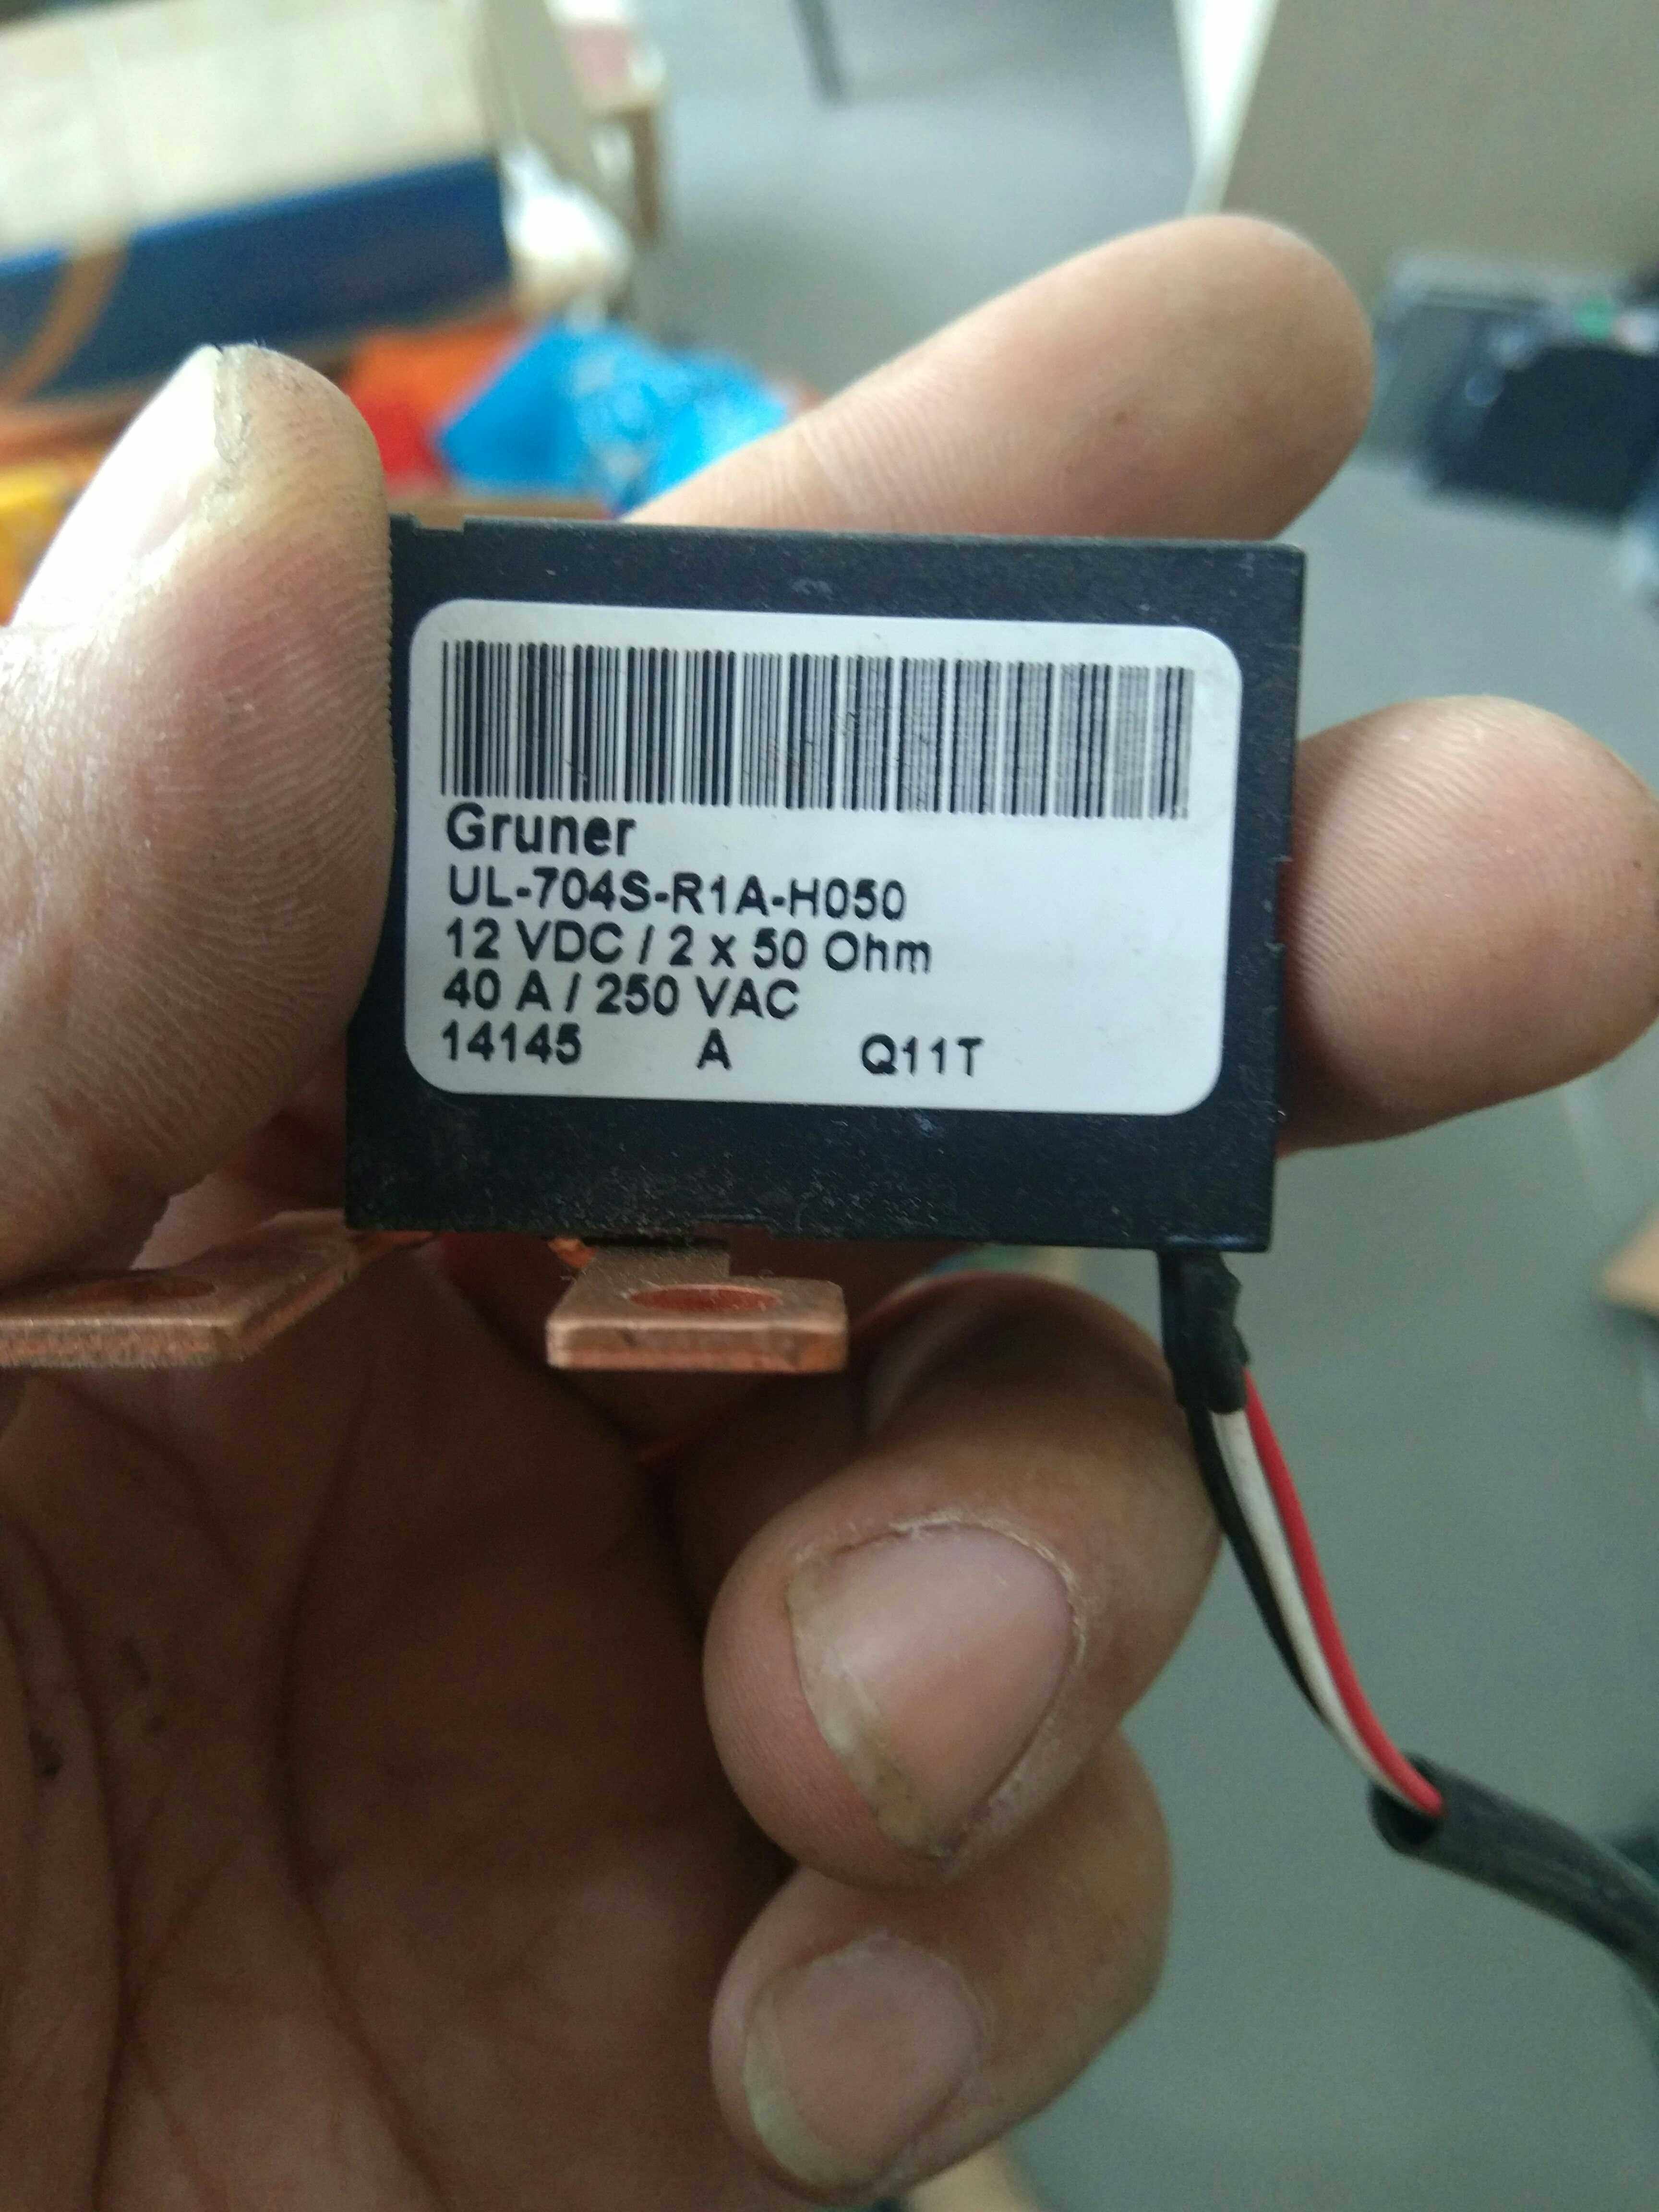 Gruner
UL-704S-R1A-H050
12 VDC / 2 x 50 Ohm
40 A / 250 VAC
14145 A Q11T